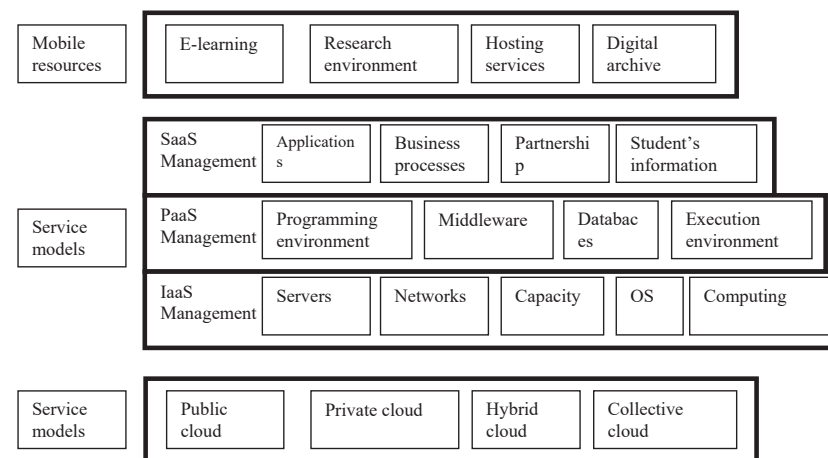 Mobile
resources
E-learning
Research
environment
Hosting
services
Digital
archive
SaaS
Management
Application
s
Business
processes
Partnershi
p
Student's
information
Service
models
PaaS
Management
Programming
environment
Middleware
Databac
es
Execution
environment
IaaS
Management
Servers
Networks
Capacity
OS
Computing
Service
models
Public
cloud
Private cloud
Hybrid
cloud
Collective
cloud